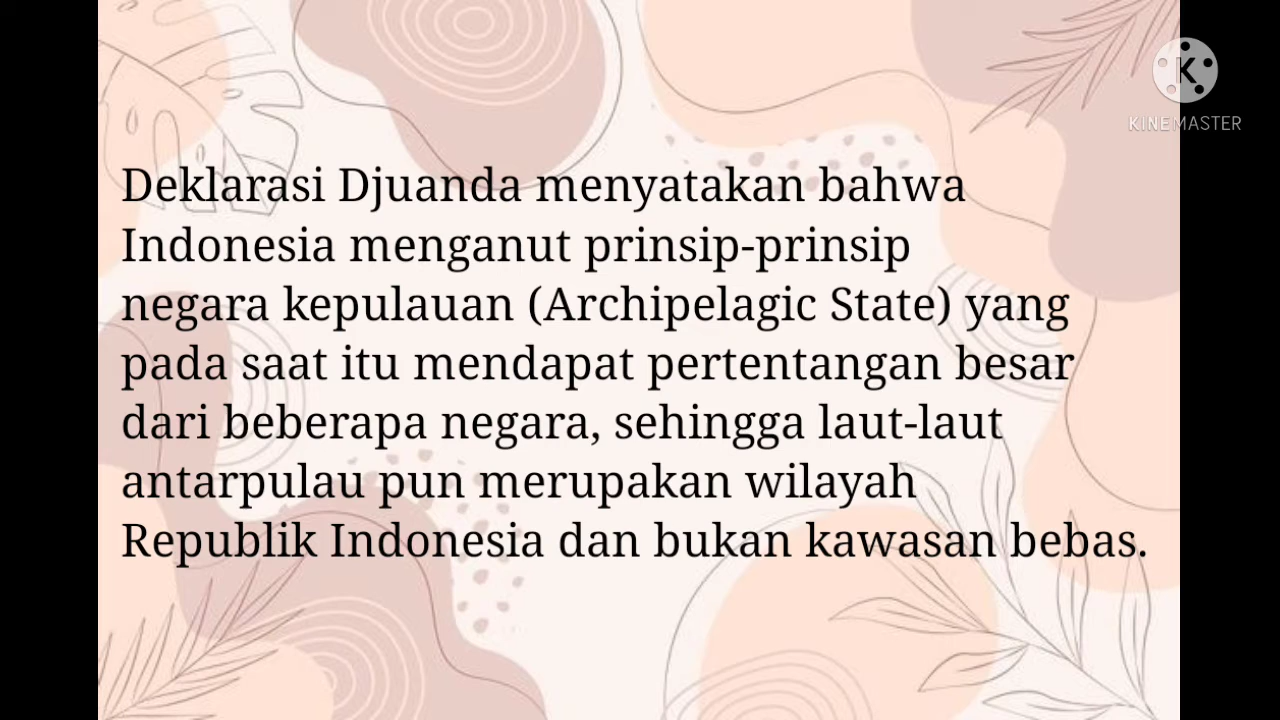 KINEMASTER
Deklarasi Djuanda menyatakan bahwa
Indonesia menganut prinsip-prinsip
negara kepulauan (Archipelagic State) yang
pada saat itu mendapat pertentangan besar
dari beberapa negara, sehingga laut-laut
antarpulau pun merupakan wilayah
Republik Indonesia dan bukan kawasan bebas.